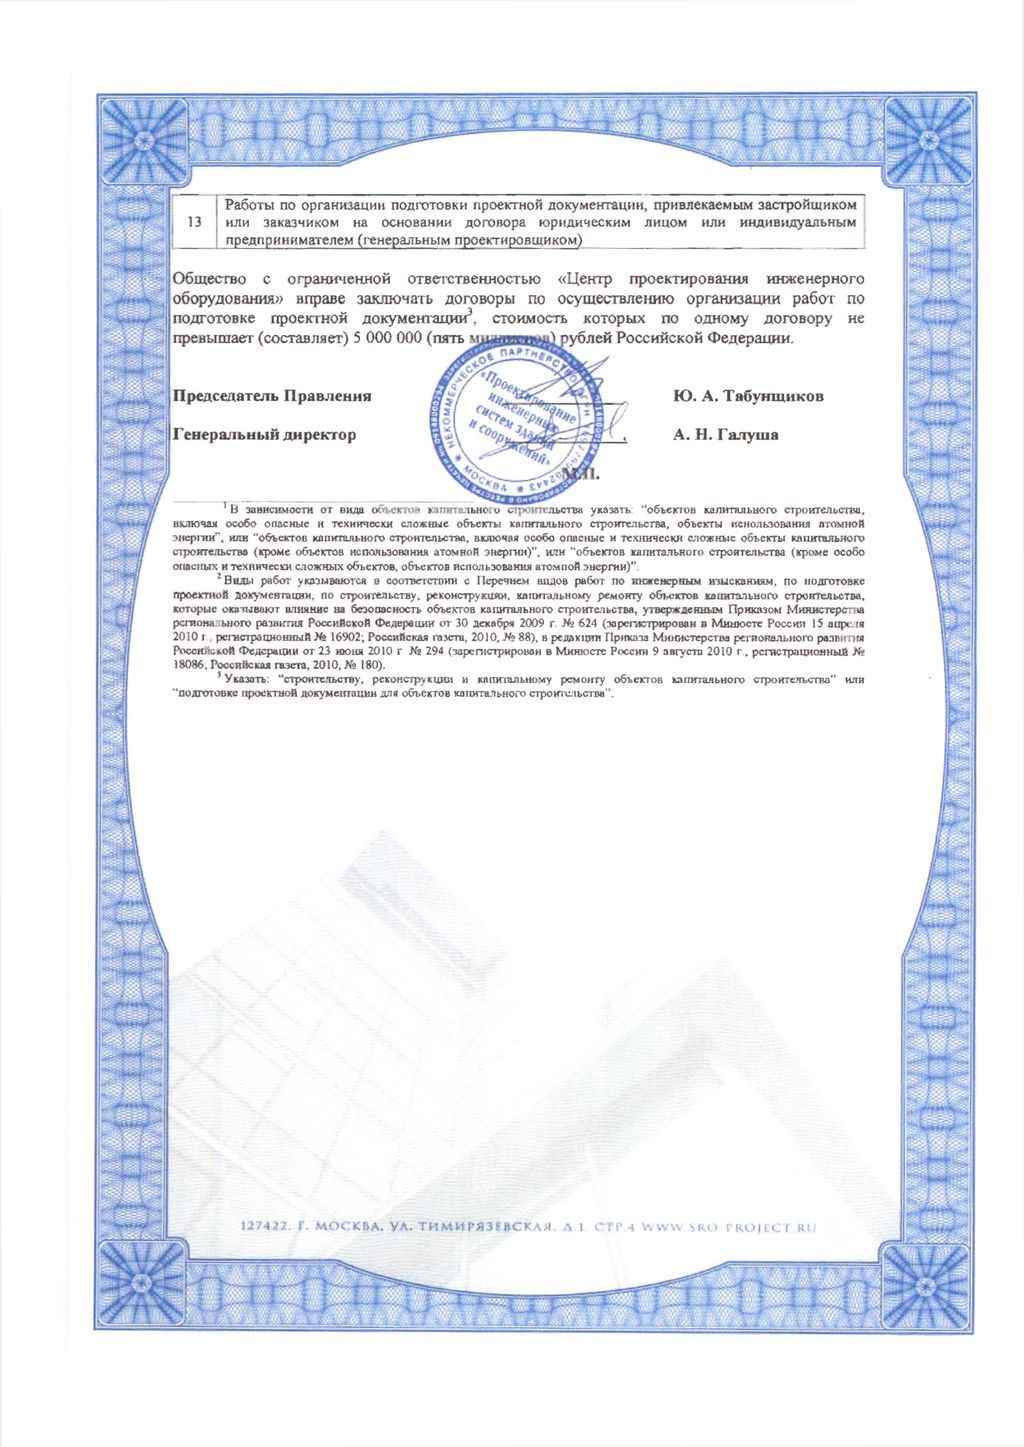 13
Работы по организации подготовки проектной документации, привлекаемым застройщиком
или заказчиком на основании договора юридическим лицом или индивидуальным
предпринимателем (генеральным проектировщиком)
Общество с ограниченной ответственностью «Центр проектирования инженерного
оборудования» вправе заключать договоры по осуществлению организации работ по
подготовке проектной документации³, стоимость которых по одному договору не
превышает (составляет) 5 000 000 (пять миллионов) рублей Российской Федерации.
Председатель Правления Ю. А. Табунщиков
Генеральный директор А. Н. Галуша
НЕКОММЕРЧЕСКОЕ ПАРТНЕРСТВО
«Проектирование
инженерных
систем зданий
и сооружений»
МОСКВА
М.П.
¹ В зависимости от вида объектов капитального строительства указать: “объектов капитального строительства,
включая особо опасные и технически сложные объекты капитального строительства, объекты использования атомной
энергии”, или “объектов капитального строительства, включая особо опасные и технически сложные объекты капитального
строительства (кроме объектов использования атомной энергии)”, или “объектов капитального строительства (кроме особо
опасных и технически сложных объектов, объектов использования атомной энергии)”.
² Виды работ указываются в соответствии с Перечнем видов работ по инженерным изысканиям, по подготовке
проектной документации, по строительству, реконструкции, капитальному ремонту объектов капитального строительства,
которые оказывают влияние на безопасность объектов капитального строительства, утвержденным Приказом Министерства
регионального развития Российской Федерации от 30 декабря 2009 г. № 624 (зарегистрирован в Минюсте России 15 апреля
2010 г., регистрационный № 16902; Российская газета, 2010, № 88), в редакции Приказа Министерства регионального развития
Российской Федерации от 23 июня 2010 г № 294 (зарегистрирован в Минюсте России 9 августа 2010 г., регистрационный №
18086; Российская газета, 2010, № 180).
³ Указать: “строительству, реконструкции и капитальному ремонту объектов капитального строительства” или
“подготовке проектной документации для объектов капитального строительства”.
127422, Г. МОСКВА, УЛ. ТИМИРЯЗЕВСКАЯ, Д.1, СТР.4 WWW SRO-PROJECT.RU